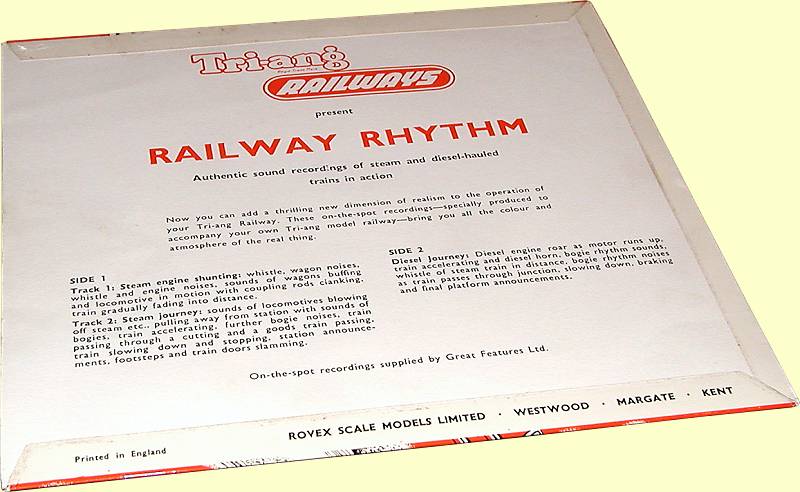 Tri-ang
RAILWAYS
present
RAILWAY RHYTHM
Authentic sound recordings of steam and diesel-hauled
trains in action
Now you can add a thrilling new dimension of realism to the operation of
your Tri-ang Railway. These on-the-spot recordings—specially produced to
accompany your own Tri-ang model railway—bring you all the colour and
atmosphere of the real thing.
SIDE 1
Track 1: Steam engine shunting: whistle, wagon noises,
whistle and engine noises, sounds of wagons buffing
and locomotive in motion with coupling rods clanking,
train gradually fading into distance.
Track 2: Steam journey: sounds of locomotives blowing
off steam etc., pulling away from station with sounds of
bogies, train accelerating, further bogie noises, train
passing through a cutting and a goods train passing,
train slowing down and stopping, station announce-
ments, footsteps and train doors slamming.
SIDE 2
Diesel Journey: Diesel engine roar as motor runs up,
train accelerating and diesel horn, bogie rhythm sounds,
whistle of steam train in distance, bogie rhythm noises
as train passes through junction, slowing down, braking
and final platform announcements.
On-the-spot recordings supplied by Great Features Ltd.
ROVEX SCALE MODELS LIMITED · WESTWOOD · MARGATE · KENT
Printed in England